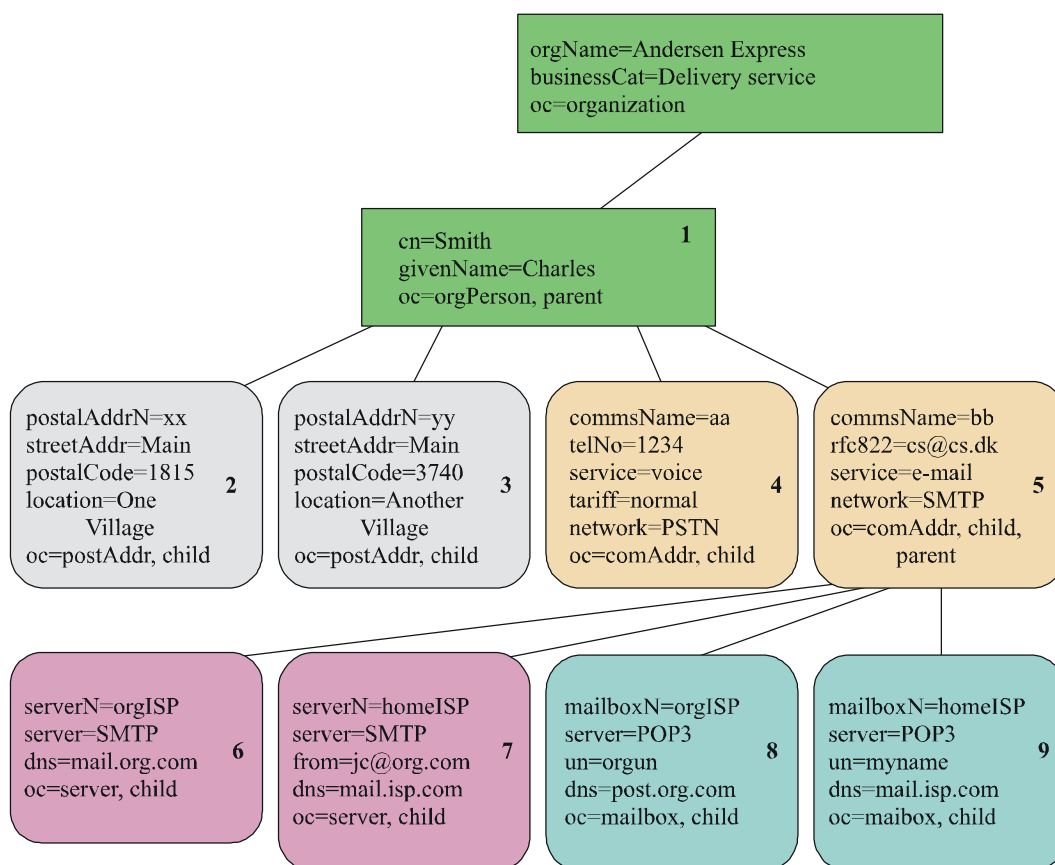 orgName=Andersen Express
businessCat=Delivery service
oc=organization
1
cn=Smith
givenName=Charles
oc=orgPerson, parent
postalAddrN=xx
streetAddr=Main
postalCode=1815
location=One
Village
oc=postAddr, child
2
postalAddrN=yy
streetAddr=Main
postalCode=3740
location=Another
Village
oc=postAddr, child
3
commsName=aa
telNo=1234
service=voice
tariff=normal
network=PSTN
oc=comAddr, child
4
commsName=bb
rfc822=cs@cs.dk
service=e-mail
network=SMTP
oc=comAddr, child,
parent
5
serverN=orgISP
server=SMTP
dns=mail.org.com
oc=server, child
6
serverN=homeISP
server=SMTP
from=jc@org.com
dns=mail.isp.com
oc=server, child
7
mailboxN=orgISP
server=POP3
un=orgun
dns=post.org.com
oc=mailbox, child
8
mailboxN=homeISP
server=POP3
un=myname
dns=mail.isp.com
oc=maibox, child
9